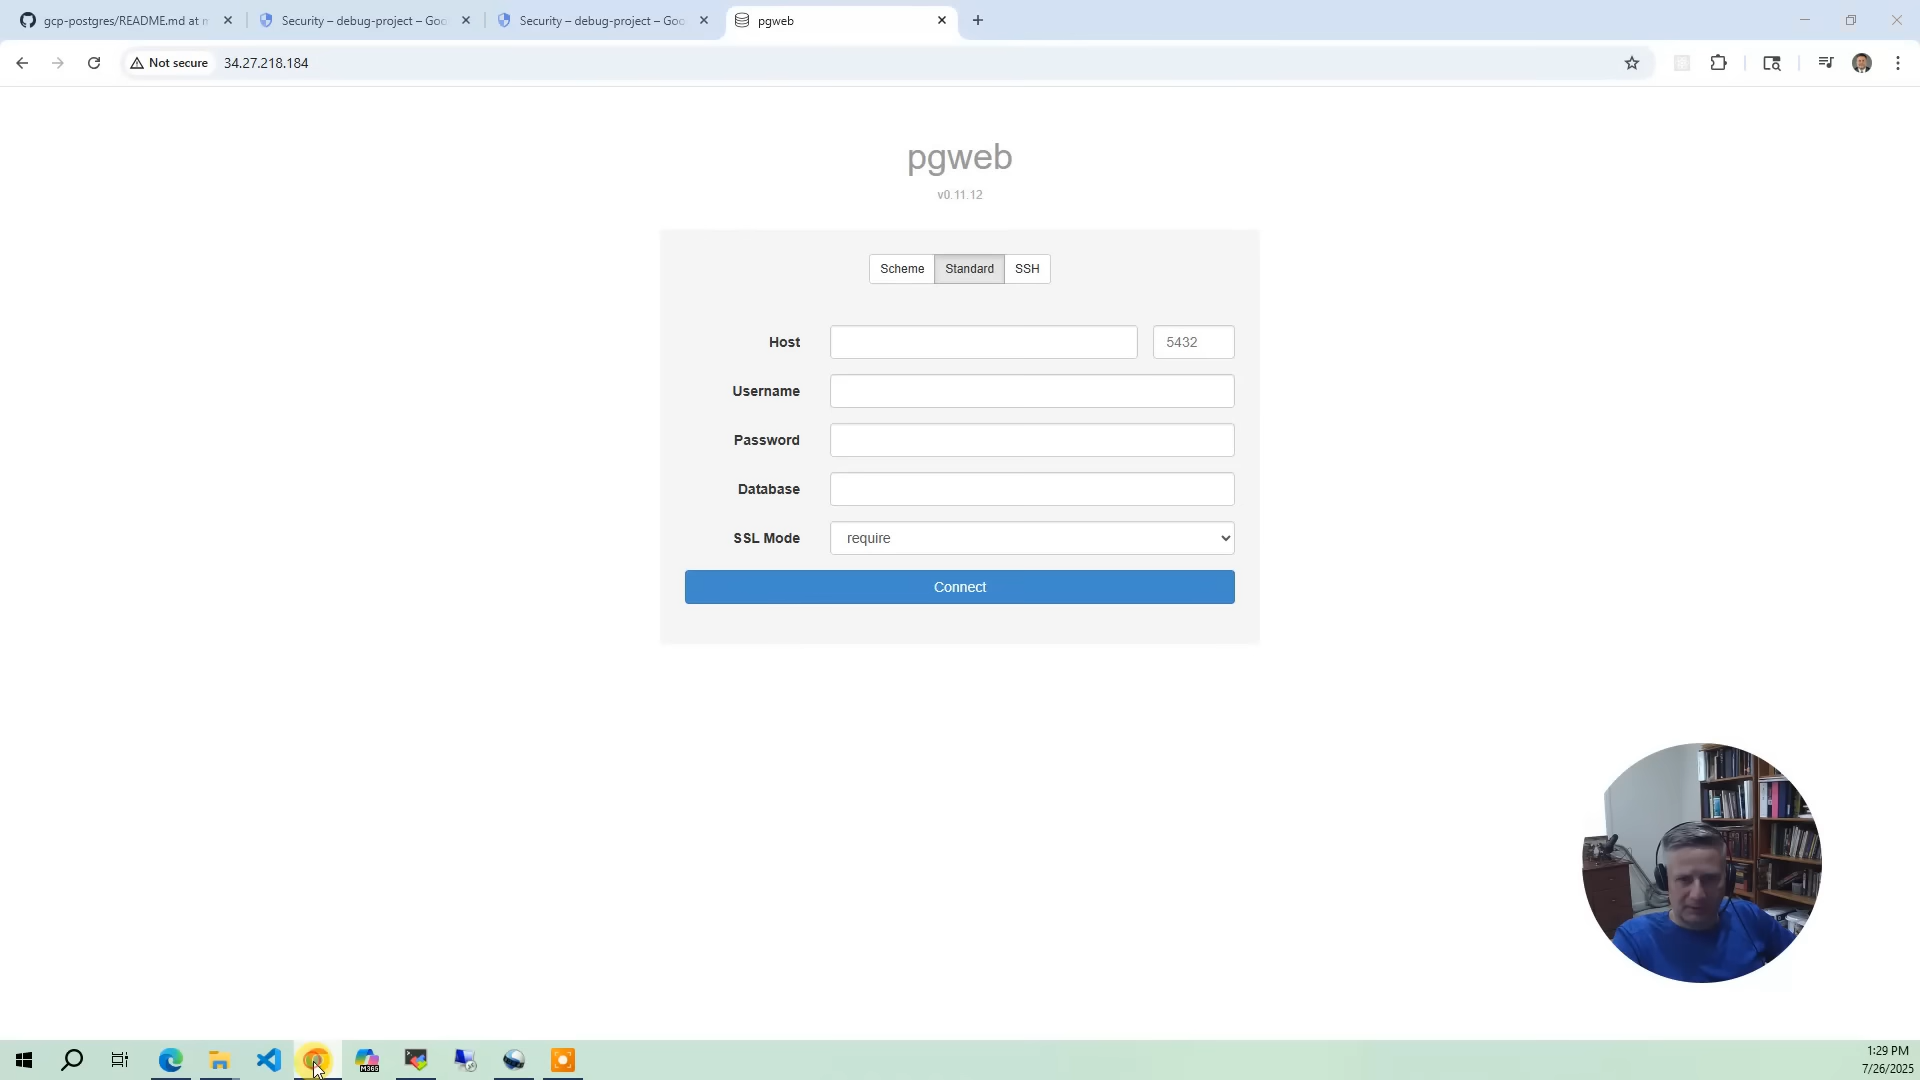 gcp-postgres/README.md at m
Security – debug-project – Goo
Security – debug-project – Goo
pgweb
Not secure
34.27.218.184
pgweb
v0.11.12
Scheme
Standard
SSH
Host
5432
Username
Password
Database
SSL Mode
require
Connect
M365
1:29 PM
7/26/2025